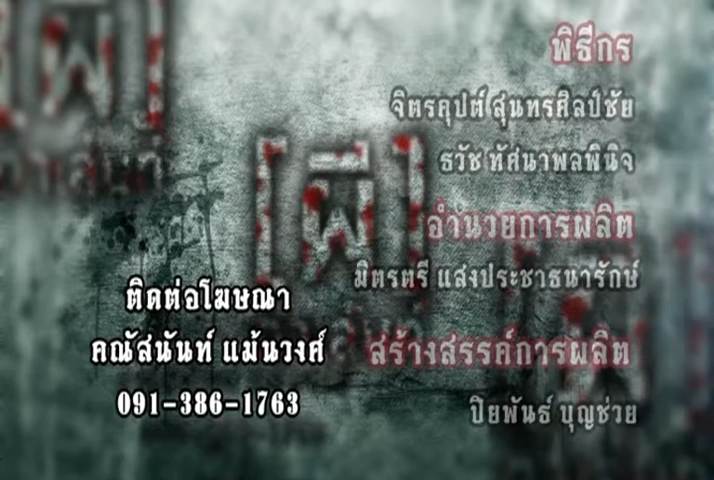 พิธีกร
จิตรคุปต์ สุนทรศิลป์ชัย
ธวัช ทัศนาพลพินิจ
อำนวยการผลิต
มิตรตรี แสงประชาธนารักษ์
สร้างสรรค์การผลิต
ปิยพันธ์ บุญช่วย
ติดต่อโฆษณา
คณัสนันท์ แม้นวงศ์
091-386-1763
[ผี]